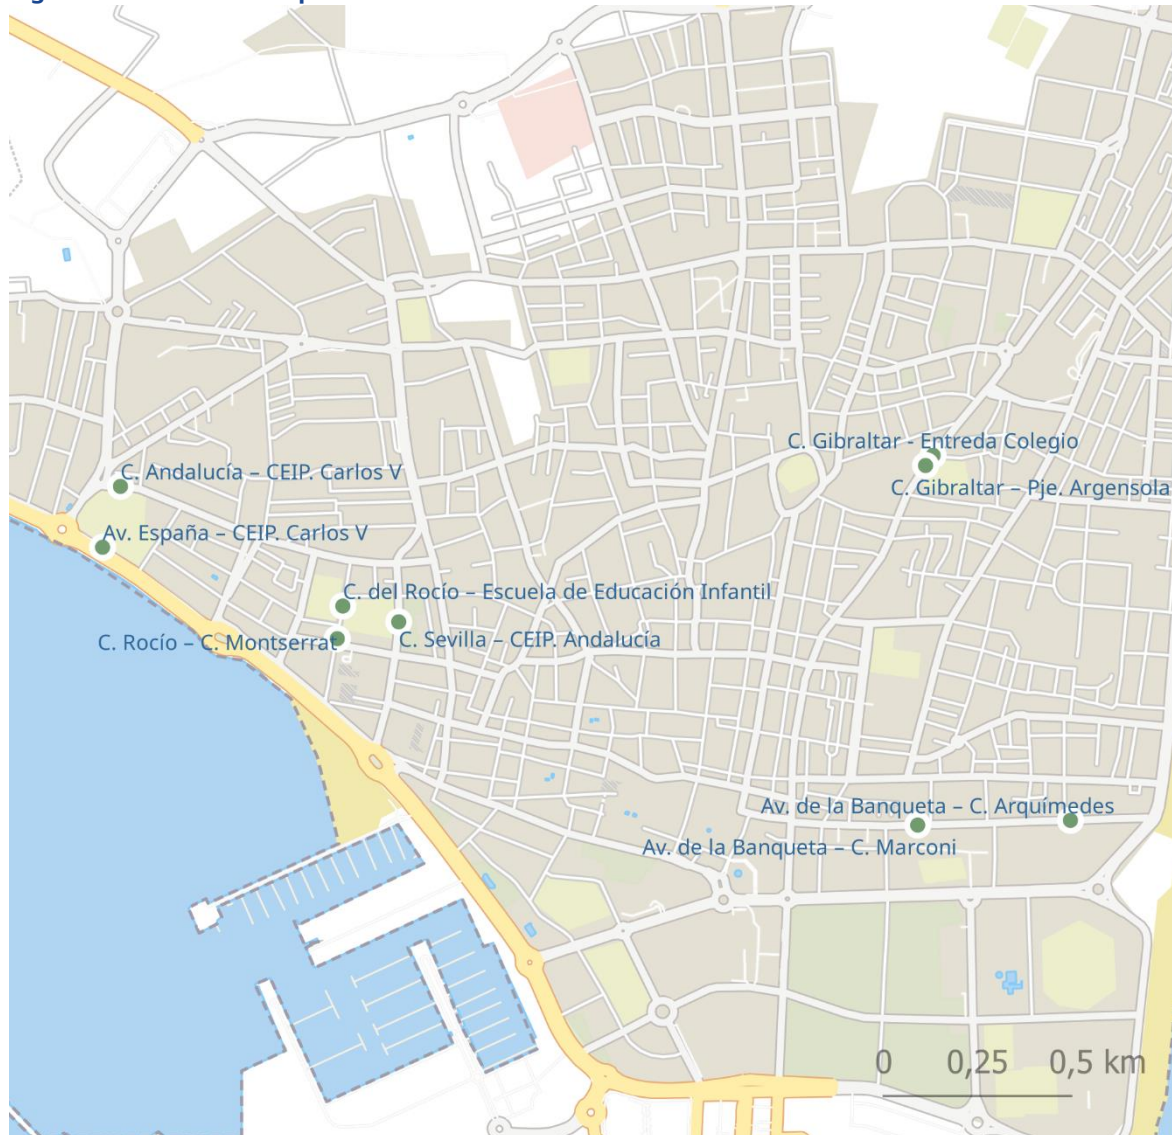 C. Gibraltar - Entreda Colegio
C. Andalucía – CEIP. Carlos V
C. Gibraltar – Pje. Argensola
Av. España – CEIP. Carlos V
C. del Rocío – Escuela de Educación Infantil
C. Rocío – C. Montserrat
C. Sevilla – CEIP. Andalucía
Av. de la Banqueta – C. Arquímedes
Av. de la Banqueta – C. Marconi
0 0,25 0,5 km